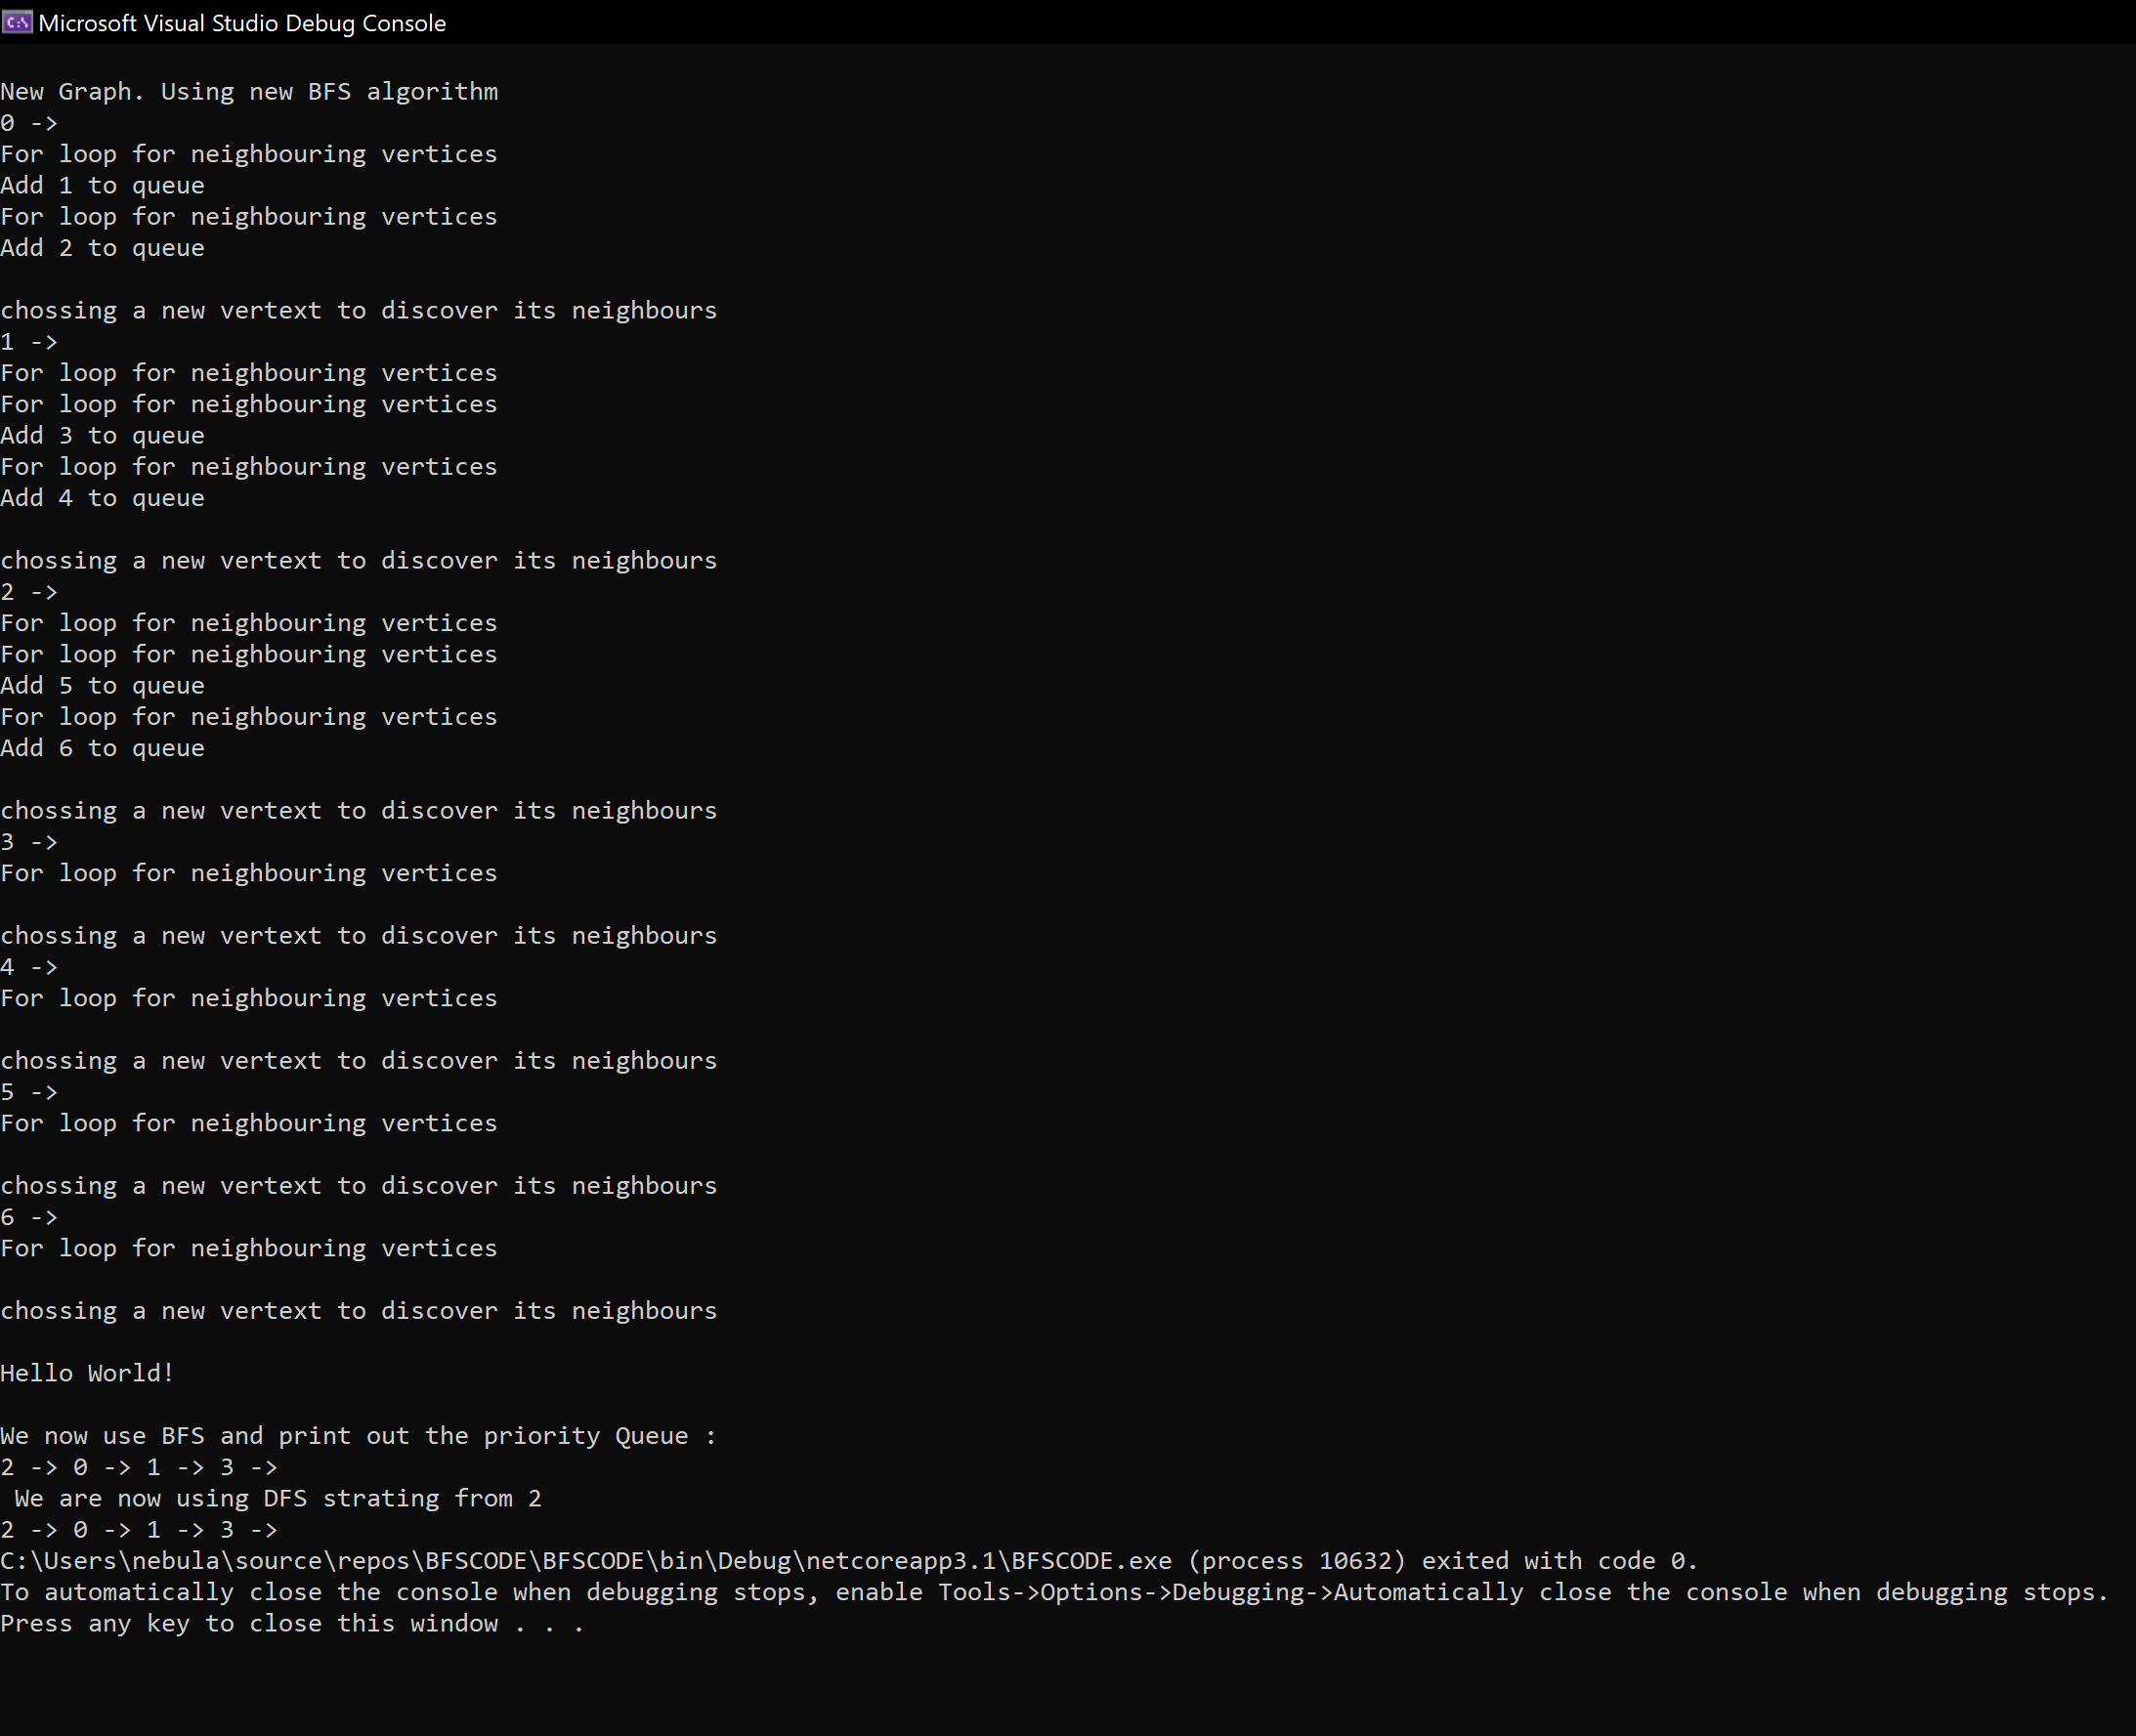 C:\ Microsoft Visual Studio Debug Console
New Graph. Using new BFS algorithm
0 ->
For loop for neighbouring vertices
Add 1 to queue
For loop for neighbouring vertices
Add 2 to queue
chossing a new vertext to discover its neighbours
1 ->
For loop for neighbouring vertices
For loop for neighbouring vertices
Add 3 to queue
For loop for neighbouring vertices
Add 4 to queue
chossing a new vertext to discover its neighbours
2 ->
For loop for neighbouring vertices
For loop for neighbouring vertices
Add 5 to queue
For loop for neighbouring vertices
Add 6 to queue
chossing a new vertext to discover its neighbours
3 ->
For loop for neighbouring vertices
chossing a new vertext to discover its neighbours
4 ->
For loop for neighbouring vertices
chossing a new vertext to discover its neighbours
5 ->
For loop for neighbouring vertices
chossing a new vertext to discover its neighbours
6 ->
For loop for neighbouring vertices
chossing a new vertext to discover its neighbours
Hello World!
We now use BFS and print out the priority Queue :
2 -> 0 -> 1 -> 3 ->
We are now using DFS strating from 2
2 -> 0 -> 1 -> 3 ->
C:\Users\nebula\source\repos\BFSCODE\BFSCODE\bin\Debug\netcoreapp3.1\BFSCODE.exe (process 10632) exited with code 0.
To automatically close the console when debugging stops, enable Tools->Options->Debugging->Automatically close the console when debugging stops.
Press any key to close this window . . .